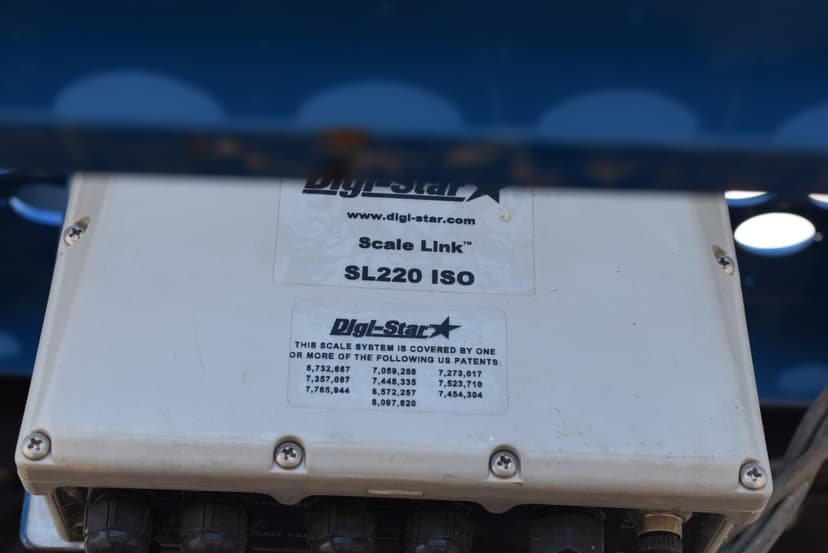 Digi-Star
www.digi-star.com
Scale Link™
SL220 ISO
Digi-Star
THIS SCALE SYSTEM IS COVERED BY ONE
OR MORE OF THE FOLLOWING US PATENTS:
6,732,667 7,059,258 7,273,017
7,357,087 7,448,335 7,523,710
7,765,944 6,572,257 7,454,304
8,097,820